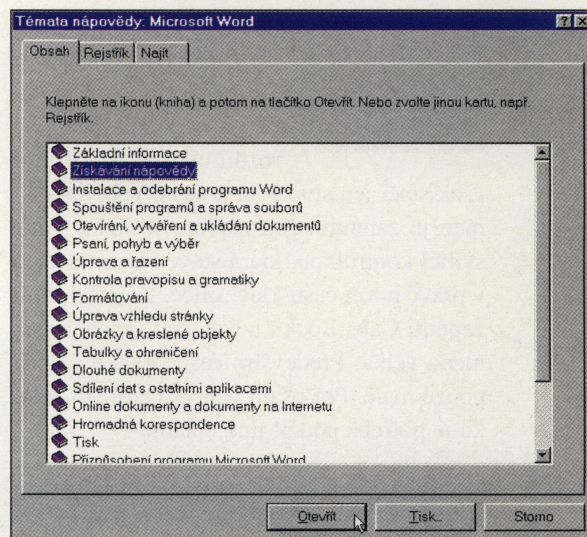 Témata nápovědy: Microsoft Word
Obsah Rejstřík Najít
Klepněte na ikonu (kniha) a potom na tlačítko Otevřít. Nebo zvolte jinou kartu, např.
Rejstřík.
Základní informace
Získávání nápovědy
Instalace a odebrání programu Word
Spouštění programů a správa souborů
Otevírání, vytváření a ukládání dokumentů
Psaní, pohyb a výběr
Úprava a řazení
Kontrola pravopisu a gramatiky
Formátování
Úprava vzhledu stránky
Obrázky a kreslené objekty
Tabulky a ohraničení
Dlouhé dokumenty
Sdílení dat s ostatními aplikacemi
Online dokumenty a dokumenty na Internetu
Hromadná korespondence
Tisk
Přizpůsobení programu Microsoft Word
Otevřít Tisk... Storno